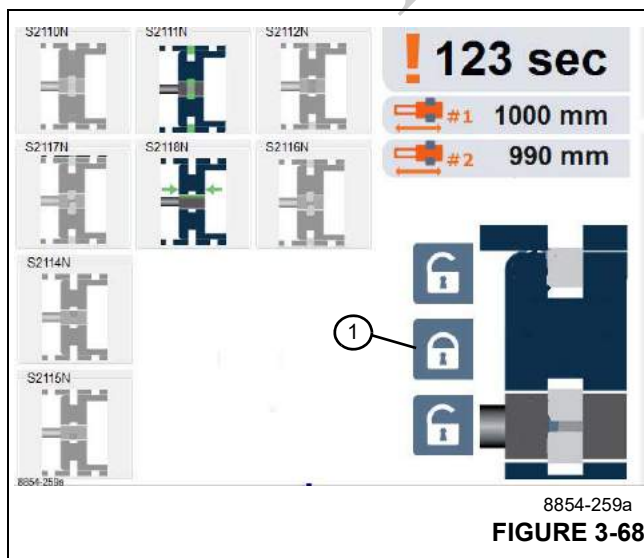 S2110N
S2111N
S2112N
! 123 sec
#1 1000 mm
S2117N
S2118N
S2116N
#2 990 mm
S2114N
1
S2115N
8854-259a
8854-259a
FIGURE 3-68